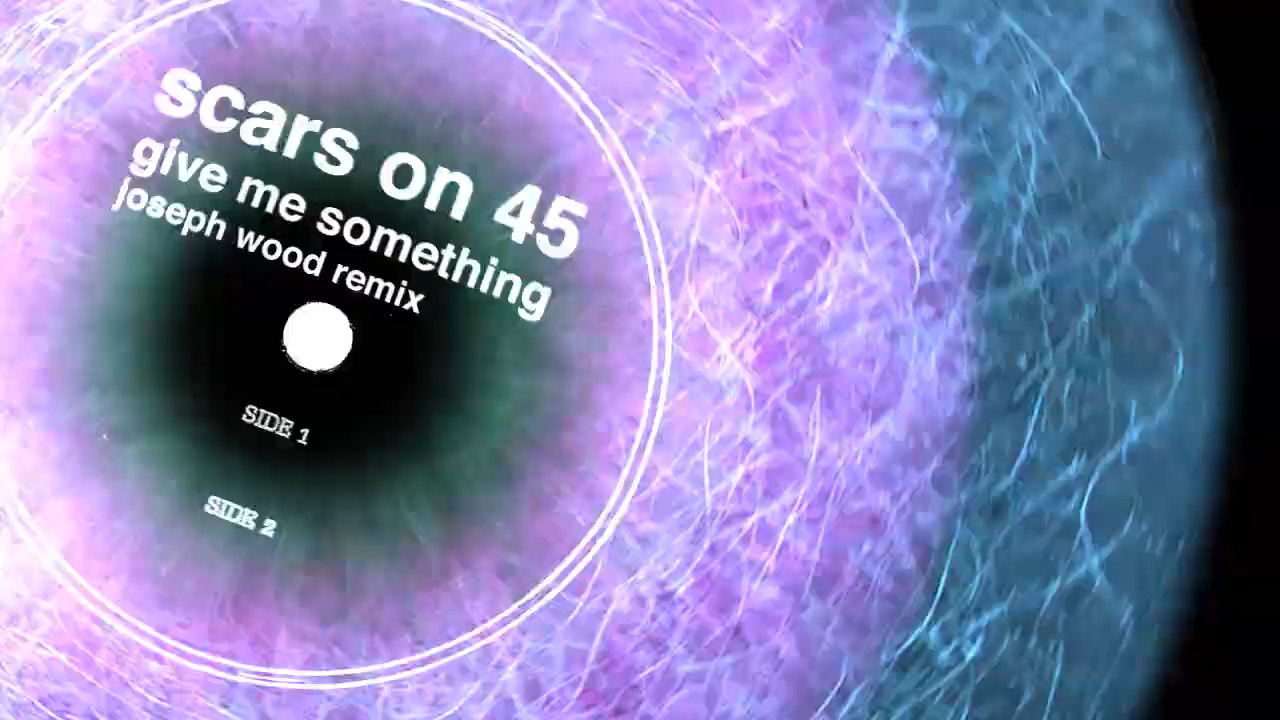 scars on 45
give me something
joseph wood remix
SIDE 1
SIDE 2